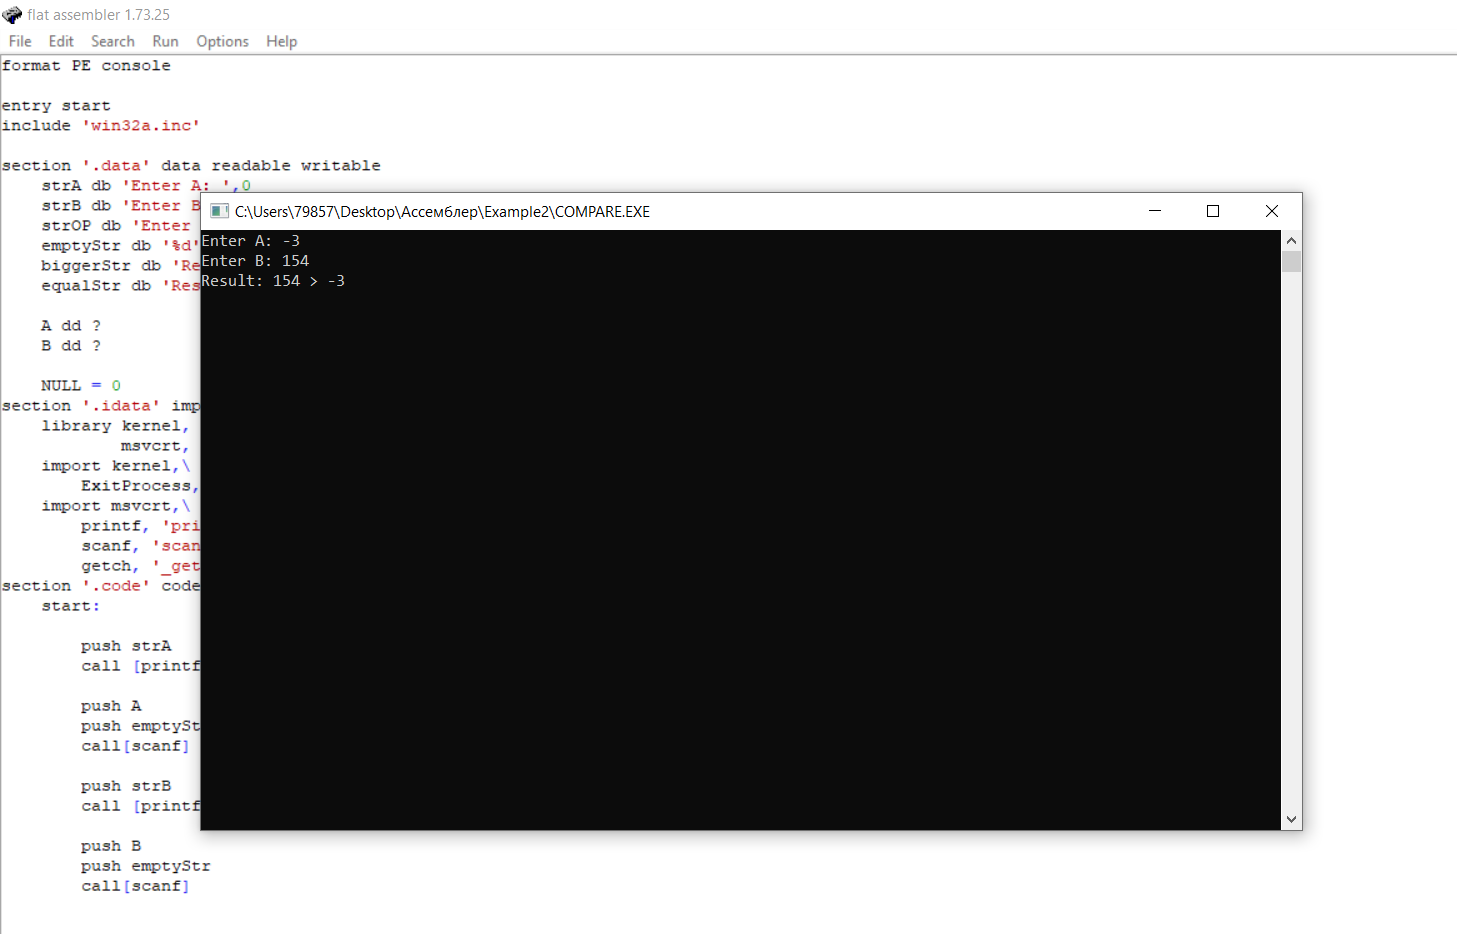 flat assembler 1.73.25
File Edit Search Run Options Help
format PE console
entry start
include 'win32a.inc'
section '.data' data readable writable
strA db 'Enter A: ',0
strB db 'Enter B
strOP db 'Enter
emptyStr db '%d'
biggerStr db 'Re
equalStr db 'Res
A dd ?
B dd ?
NULL = 0
section '.idata' imp
library kernel,
msvcrt,
import kernel,\
ExitProcess,
import msvcrt,\
printf, 'pri
scanf, 'scan
getch, '_get
section '.code' code
start:
push strA
call [printf
push A
push emptySt
call[scanf]
push strB
call [printf
push B
push emptyStr
call[scanf]
C:\Users\79857\Desktop\Ассемблер\Example2\COMPARE.EXE
Enter A: -3
Enter B: 154
Result: 154 > -3